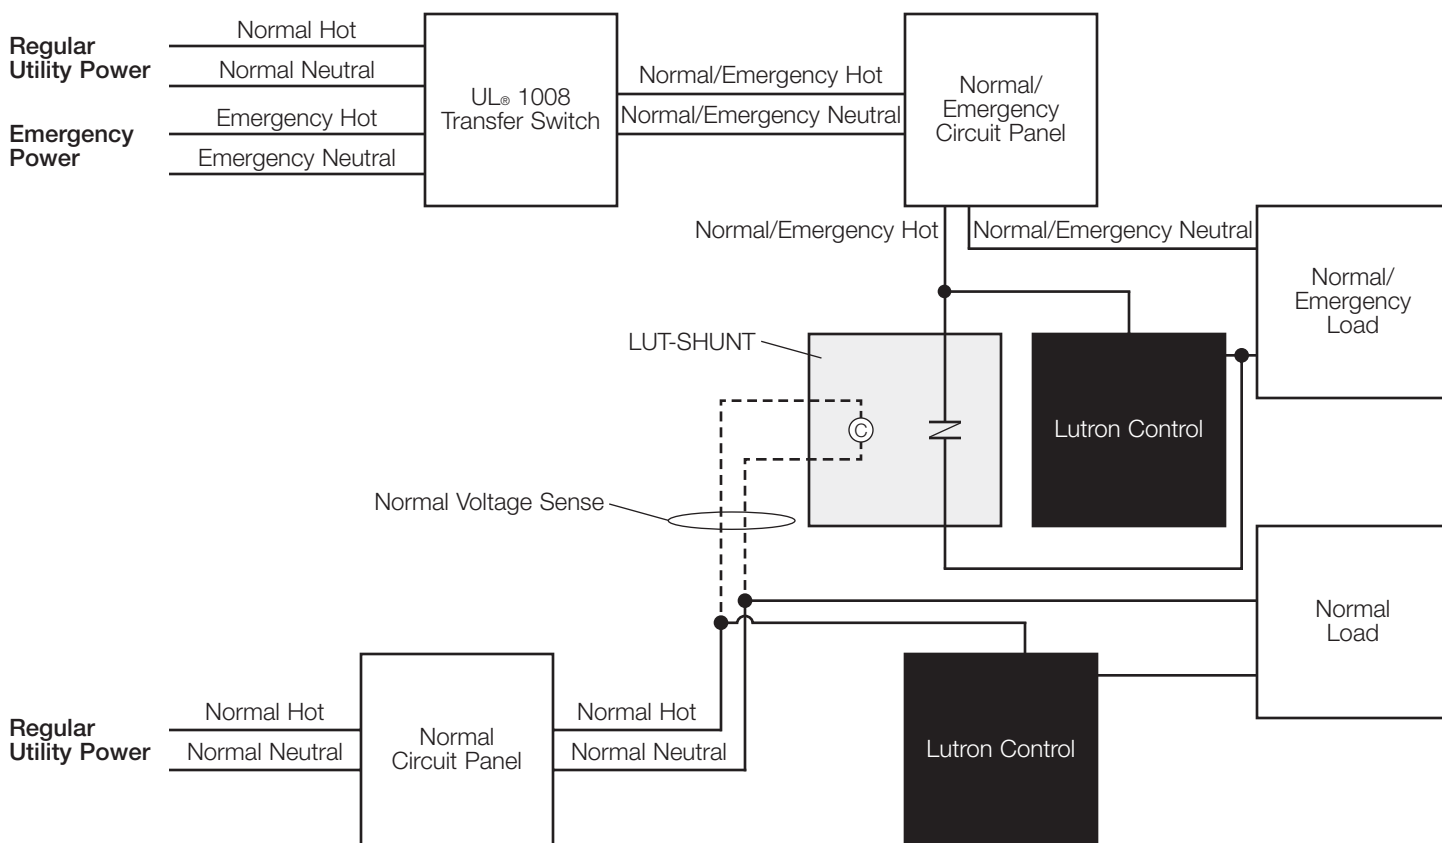 Regular
Utility Power
Normal Hot
Normal Neutral
Emergency
Power
Emergency Hot
Emergency Neutral
UL® 1008
Transfer Switch
Normal/Emergency Hot
Normal/Emergency Neutral
Normal/
Emergency
Circuit Panel
Normal/Emergency Hot
Normal/Emergency Neutral
Normal/
Emergency
Load
LUT-SHUNT
C
Lutron Control
Normal Voltage Sense
Normal
Load
Regular
Utility Power
Normal Hot
Normal Neutral
Normal
Circuit Panel
Normal Hot
Normal Neutral
Lutron Control